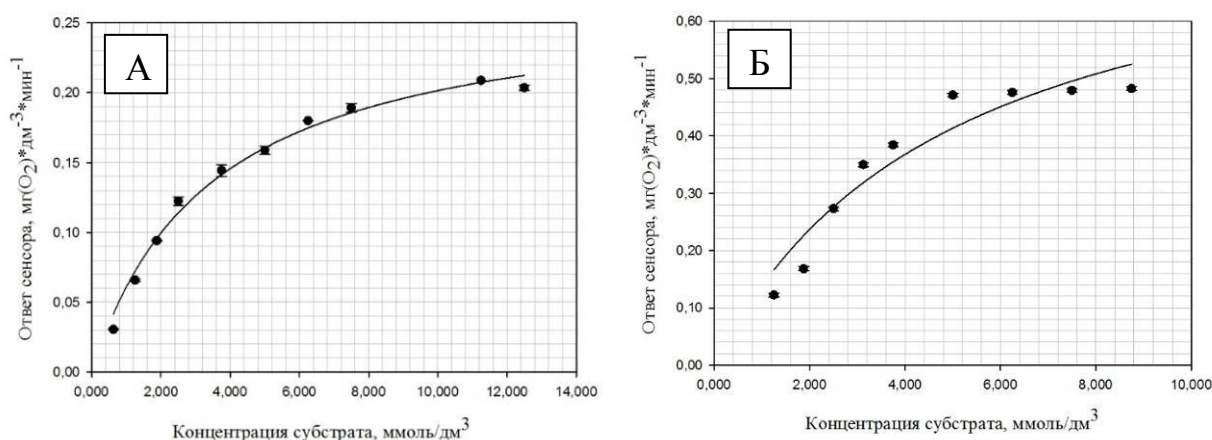 А
Ответ сенсора, мг(O2)*дм-3*мин-1
0,25
0,20
0,15
0,10
0,05
0,00
0,000 2,000 4,000 6,000 8,000 10,000 12,000 14,000
Концентрация субстрата, ммоль/дм3
Б
Ответ сенсора, мг(O2)*дм-3*мин-1
0,60
0,50
0,40
0,30
0,20
0,10
0,00
0,000 2,000 4,000 6,000 8,000 10,000
Концентрация субстрата, ммоль/дм3